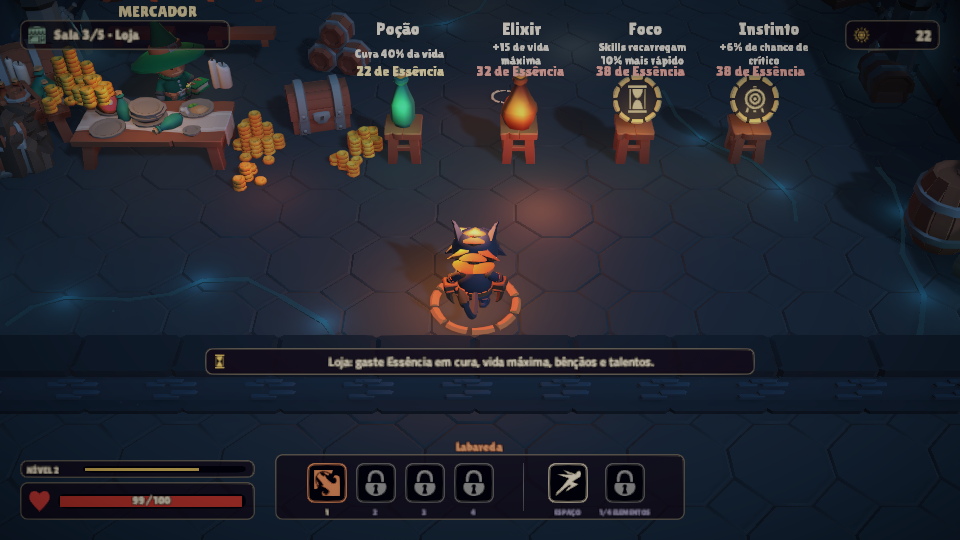 MERCADOR
Sala 3/5 - Loja
22
Poção
Cura 40% da vida
22 de Essência
Elixir
+15 de vida
máxima
32 de Essência
Foco
Skills recarregam
10% mais rápido
38 de Essência
Instinto
+6% de chance de
crítico
38 de Essência
Loja: gaste Essência em cura, vida máxima, bênçãos e talentos.
Labareda
NÍVEL 2
99/100
1
2
3
4
ESPAÇO
1/4 ELEMENTOS